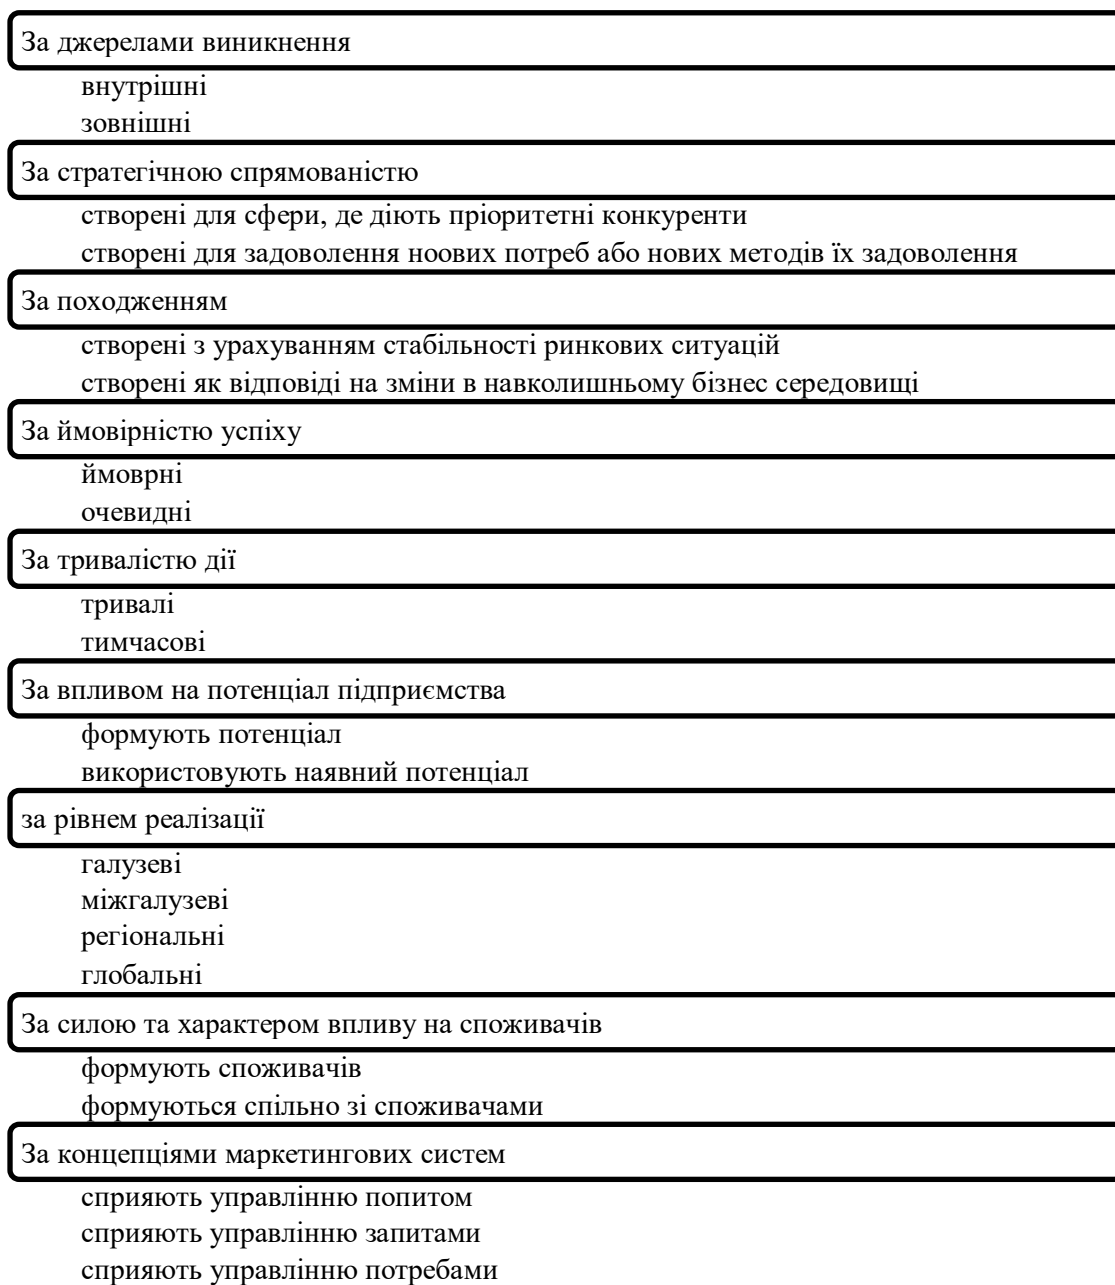 За джерелами виникнення
внутрішні
зовнішні
За стратегічною спрямованістю
створені для сфери, де діють пріоритетні конкуренти
створені для задоволення ноових потреб або нових методів їх задоволення
За походженням
створені з урахуванням стабільності ринкових ситуацій
створені як відповіді на зміни в навколишньому бізнес середовищі
За ймовірністю успіху
ймоврні
очевидні
За тривалістю дії
тривалі
тимчасові
За впливом на потенціал підприємства
формують потенціал
використовують наявний потенціал
за рівнем реалізації
галузеві
міжгалузеві
регіональні
глобальні
За силою та характером впливу на споживачів
формують споживачів
формуються спільно зі споживачами
За концепціями маркетингових систем
сприяють управлінню попитом
сприяють управлінню запитами
сприяють управлінню потребами